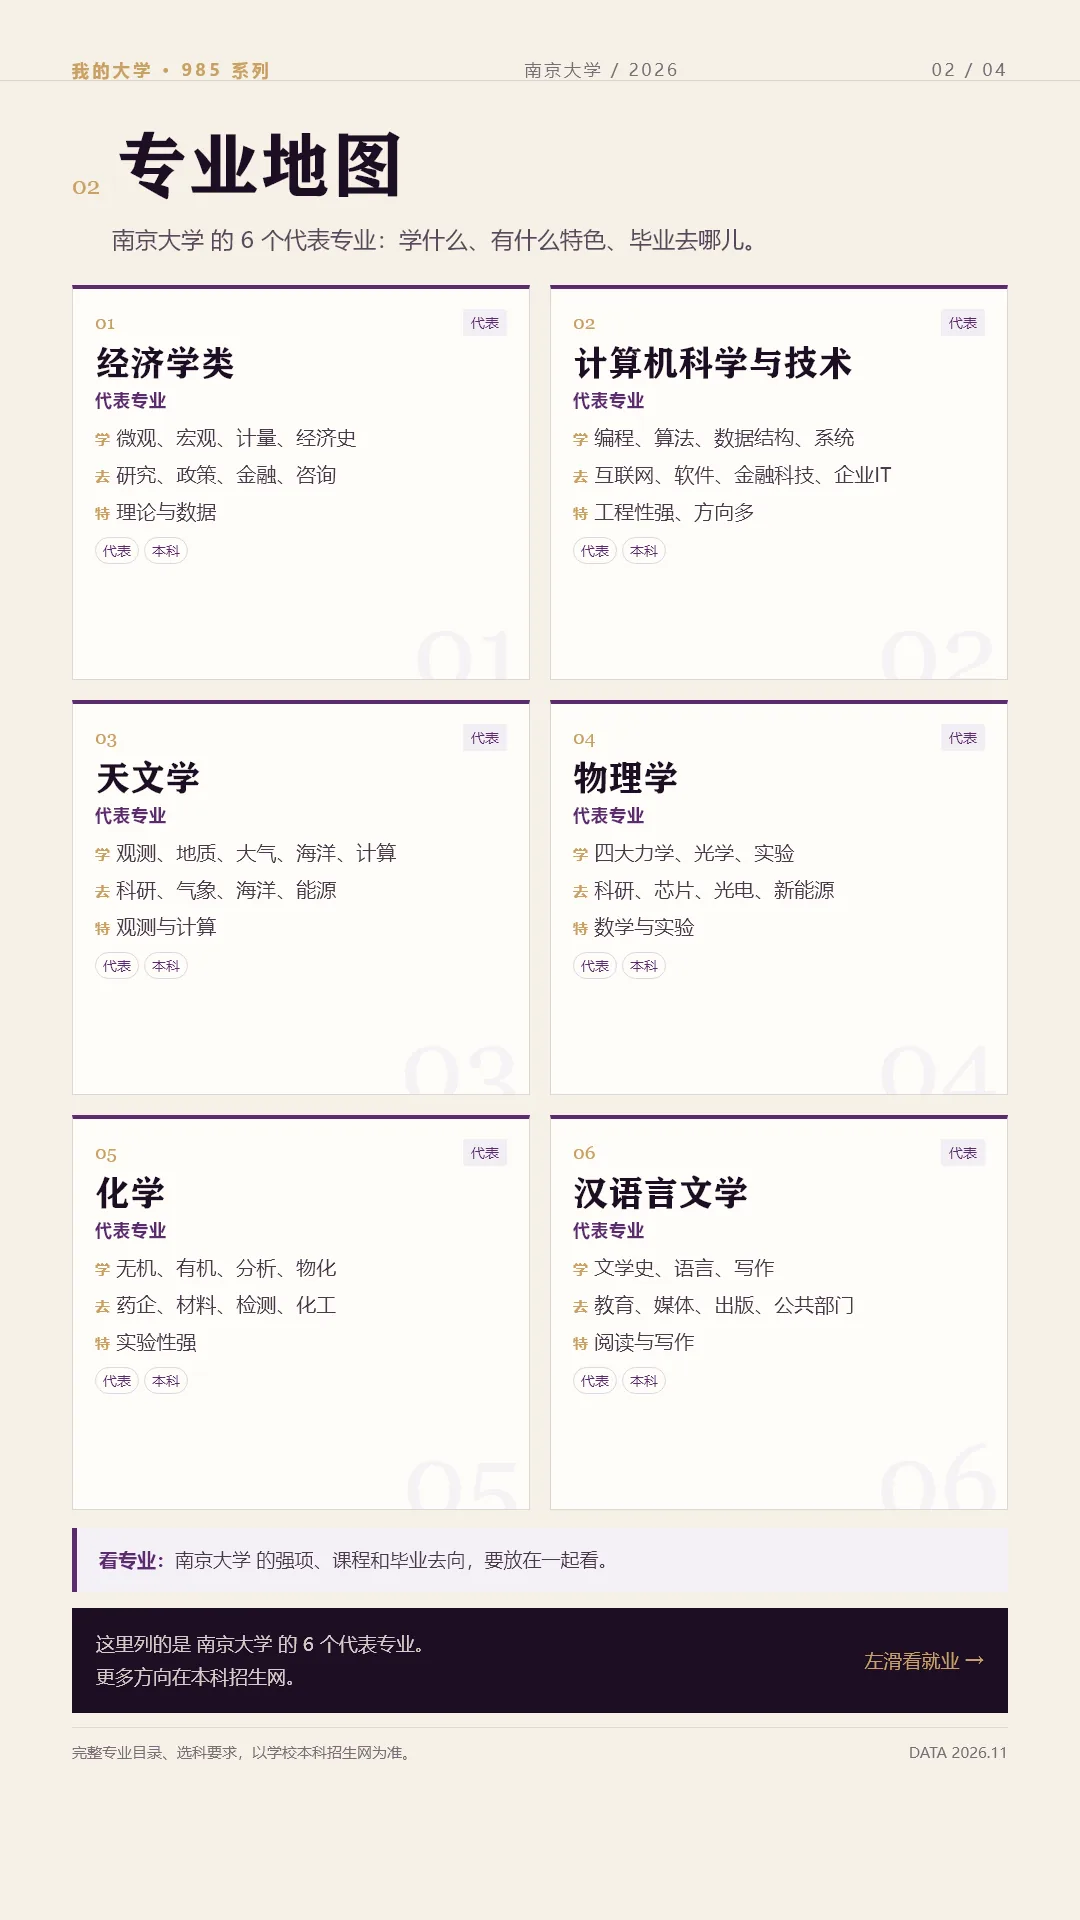 我的大学 • 985 系列
南京大学 / 2026
02 / 04
02 专业地图
南京大学 的 6 个代表专业：学什么、有什么特色、毕业去哪儿。
01
代表
经济学类
代表专业
学 微观、宏观、计量、经济史
去 研究、政策、金融、咨询
特 理论与数据
代表 本科
01
02
代表
计算机科学与技术
代表专业
学 编程、算法、数据结构、系统
去 互联网、软件、金融科技、企业IT
特 工程性强、方向多
代表 本科
02
03
代表
天文学
代表专业
学 观测、地质、大气、海洋、计算
去 科研、气象、海洋、能源
特 观测与计算
代表 本科
03
04
代表
物理学
代表专业
学 四大力学、光学、实验
去 科研、芯片、光电、新能源
特 数学与实验
代表 本科
04
05
代表
化学
代表专业
学 无机、有机、分析、物化
去 药企、材料、检测、化工
特 实验性强
代表 本科
05
06
代表
汉语言文学
代表专业
学 文学史、语言、写作
去 教育、媒体、出版、公共部门
特 阅读与写作
代表 本科
06
看专业：南京大学 的强项、课程和毕业去向，要放在一起看。
这里列的是 南京大学 的 6 个代表专业。
更多方向在本科招生网。
左滑看就业 →
完整专业目录、选科要求，以学校本科招生网为准。
DATA 2026.11